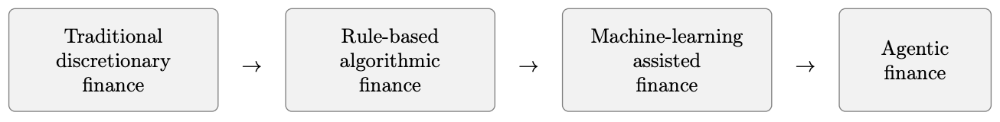 Traditional
discretionary
finance
→
Rule-based
algorithmic
finance
→
Machine-learning
assisted
finance
→
Agentic
finance